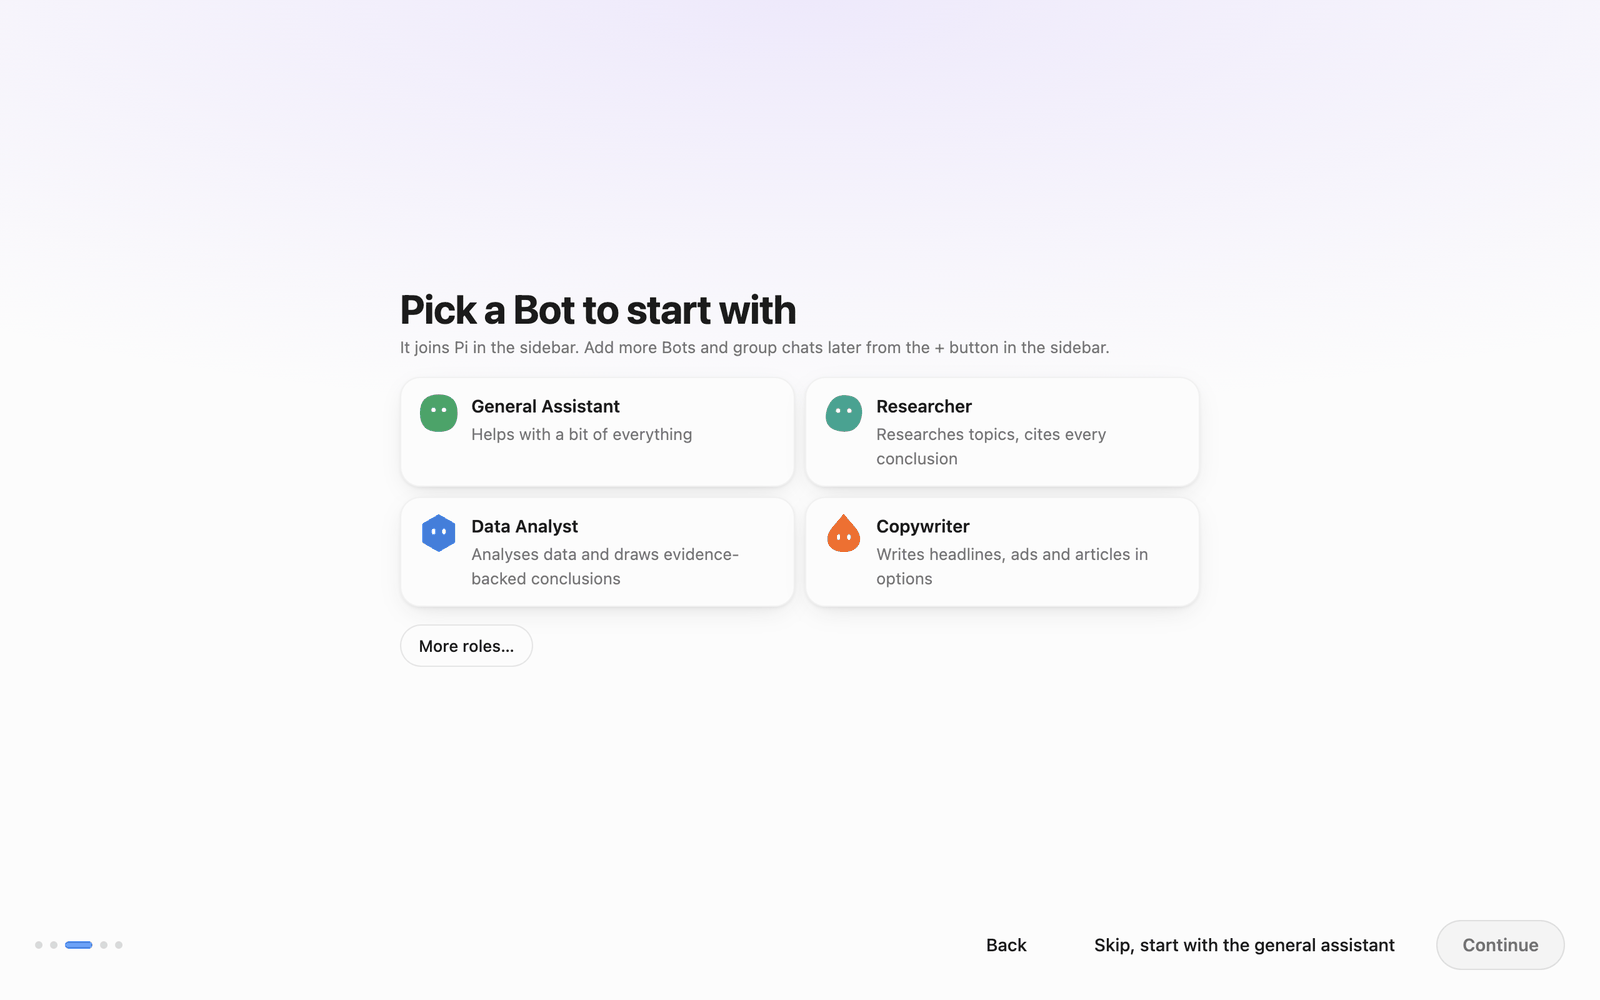 Pick a Bot to start with
It joins Pi in the sidebar. Add more Bots and group chats later from the + button in the sidebar.
General Assistant
Helps with a bit of everything
Researcher
Researches topics, cites every
conclusion
Data Analyst
Analyses data and draws evidence-
backed conclusions
Copywriter
Writes headlines, ads and articles in
options
More roles...
Back
Skip, start with the general assistant
Continue